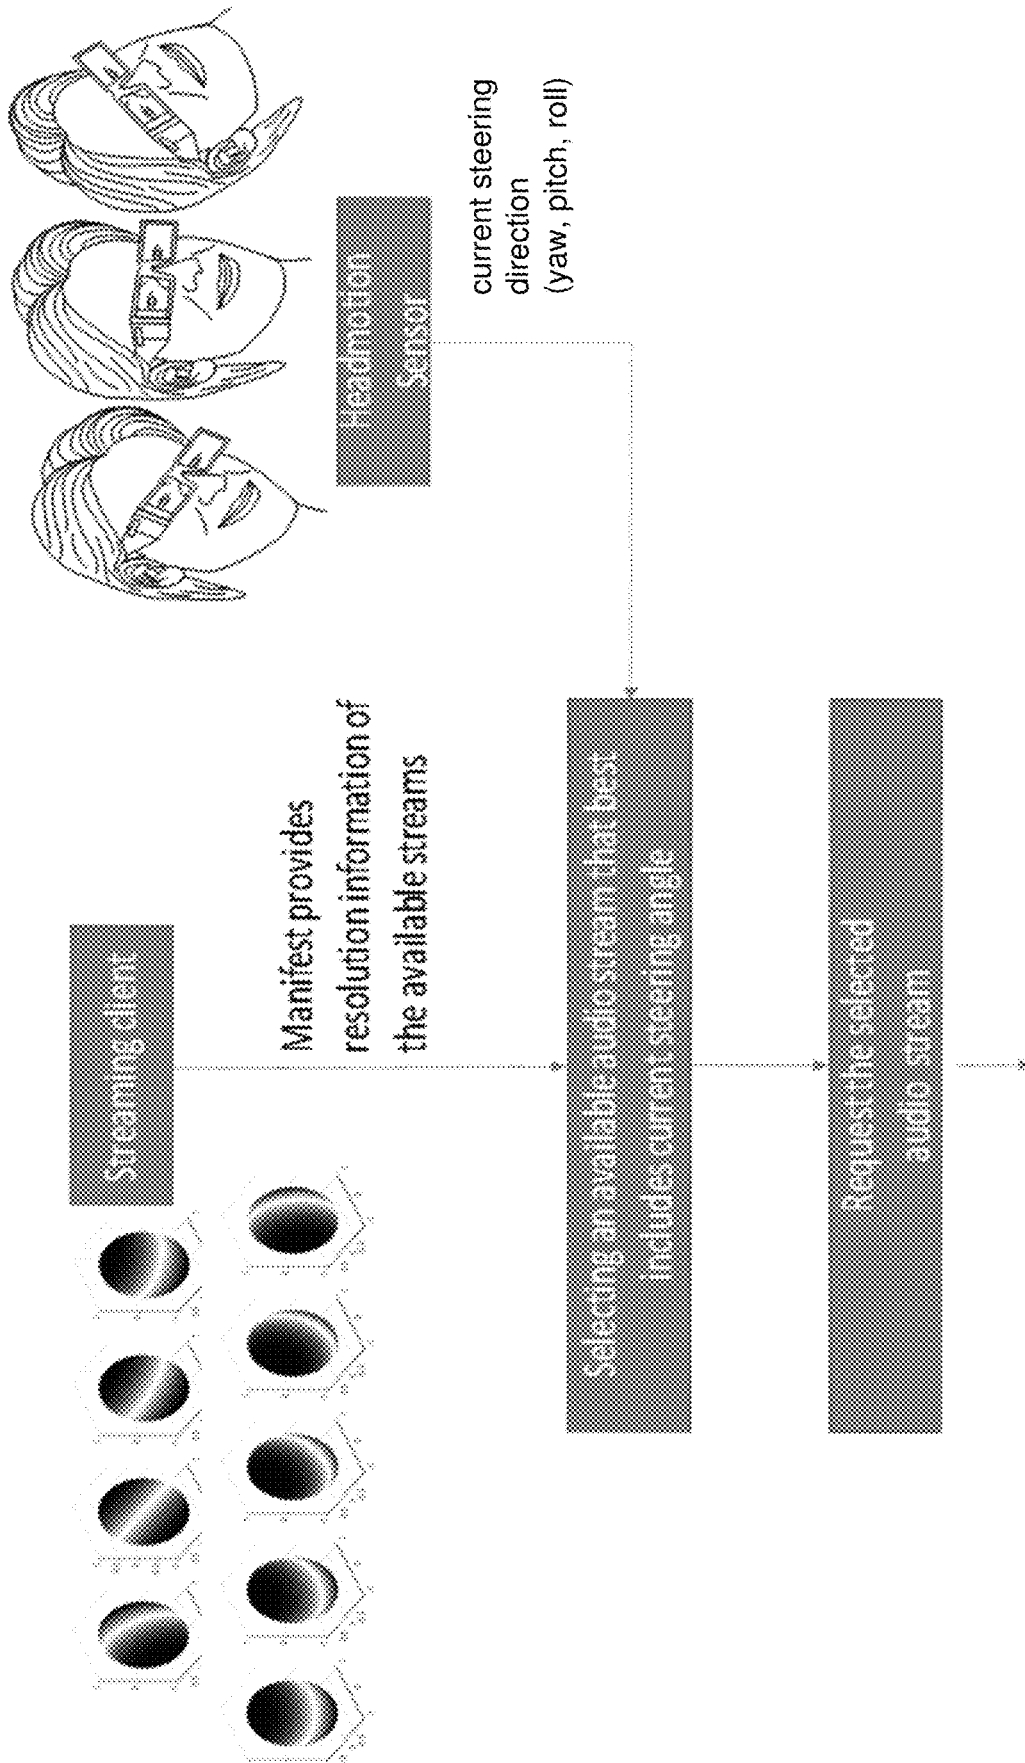 Streaming client
Manifest provides
resolution information of
the available streams
Headmotion
Sensor
current steering
direction
(yaw, pitch, roll)
Selecting an available audio stream that best
includes current steering angle
Request the selected
audio stream